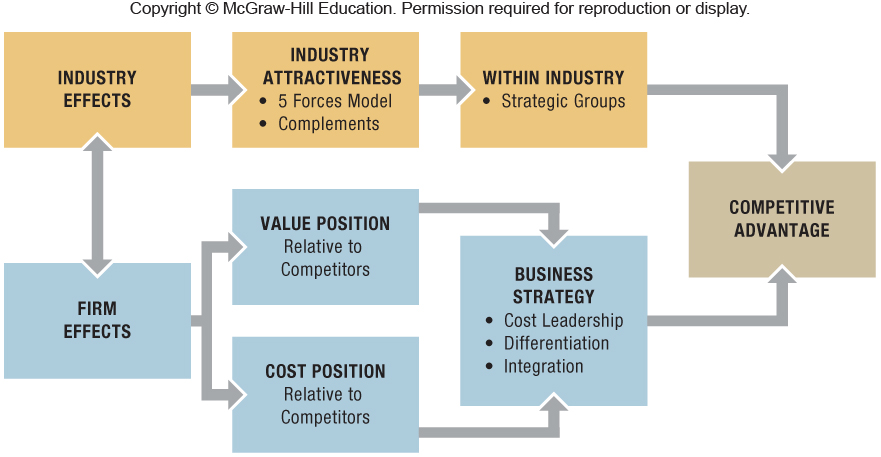 Copyright © McGraw-Hill Education. Permission required for reproduction or display.
INDUSTRY
EFFECTS
INDUSTRY
ATTRACTIVENESS
• 5 Forces Model
• Complements
WITHIN INDUSTRY
• Strategic Groups
COMPETITIVE
ADVANTAGE
FIRM
EFFECTS
VALUE POSITION
Relative to
Competitors
COST POSITION
Relative to
Competitors
BUSINESS
STRATEGY
• Cost Leadership
• Differentiation
• Integration